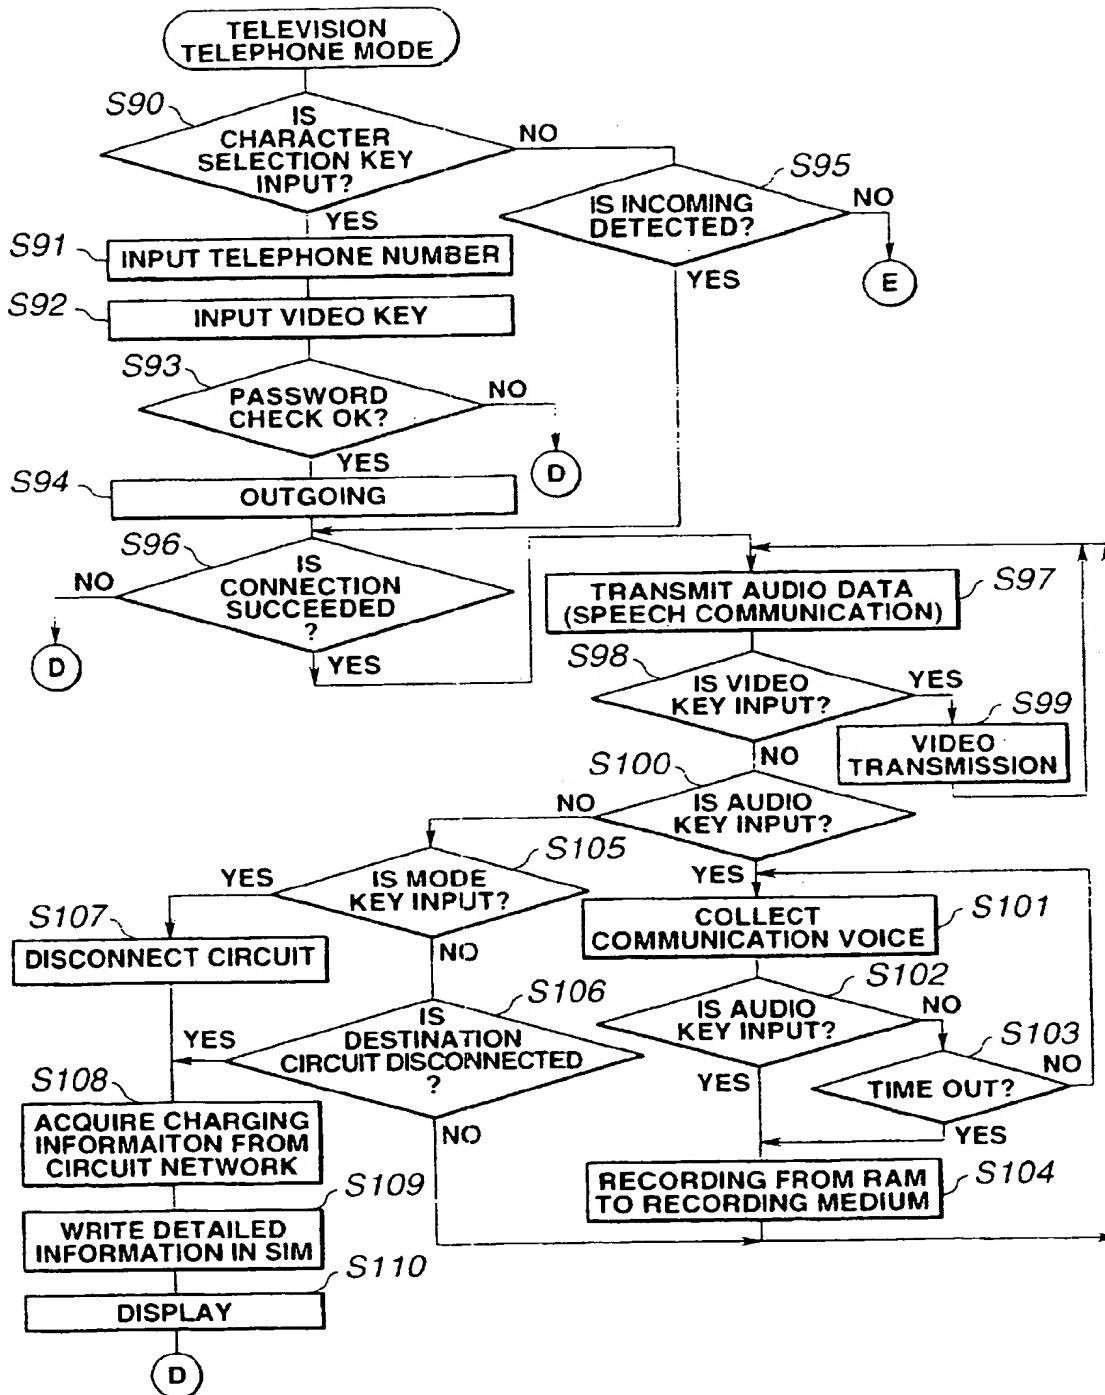 TELEVISION
TELEPHONE MODE
S90
IS
CHARACTER
SELECTION KEY
INPUT?
NO
YES
S95
IS INCOMING
DETECTED?
NO
YES
E
S91
INPUT TELEPHONE NUMBER
S92
INPUT VIDEO KEY
S93
PASSWORD
CHECK OK?
NO
YES
D
S94
OUTGOING
S96
IS
CONNECTION
SUCCEEDED
?
NO
D
YES
TRANSMIT AUDIO DATA
(SPEECH COMMUNICATION)
S97
S98
IS VIDEO
KEY INPUT?
YES
NO
S99
VIDEO
TRANSMISSION
S100
IS AUDIO
KEY INPUT?
NO
YES
S105
IS MODE
KEY INPUT?
YES
NO
S107
DISCONNECT CIRCUIT
COLLECT
COMMUNICATION VOICE
S101
S102
IS AUDIO
KEY INPUT?
NO
YES
S103
TIME OUT?
NO
YES
S106
IS
DESTINATION
CIRCUIT DISCONNECTED
?
YES
NO
S108
ACQUIRE CHARGING
INFORMAITON FROM
CIRCUIT NETWORK
RECORDING FROM RAM
TO RECORDING MEDIUM
S104
S109
WRITE DETAILED
INFORMATION IN SIM
S110
DISPLAY
D